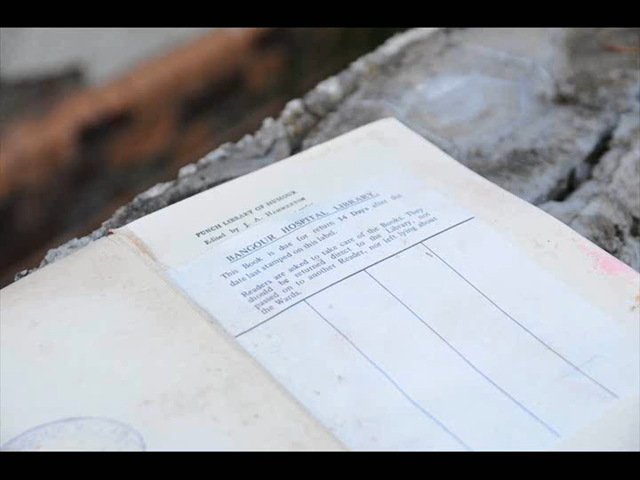 PUNCH LIBRARY OF HUMOUR
Edited by J. A. HAMMERTON
BANGOUR HOSPITAL LIBRARY.
This Book is due for return 14 Days after the
date last stamped on this label.
Readers are asked to take care of the Books. They
should be returned direct to the Library, not
passed on to another Reader, nor left lying about
the Wards.